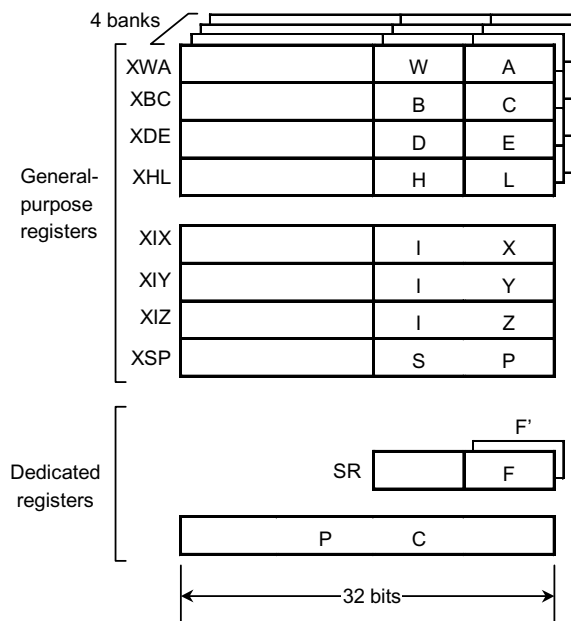 4 banks
XWA W A
XBC B C
XDE D E
XHL H L
General-
purpose
registers
XIX I X
XIY I Y
XIZ I Z
XSP S P
F’
Dedicated
registers
SR F
P C
32 bits